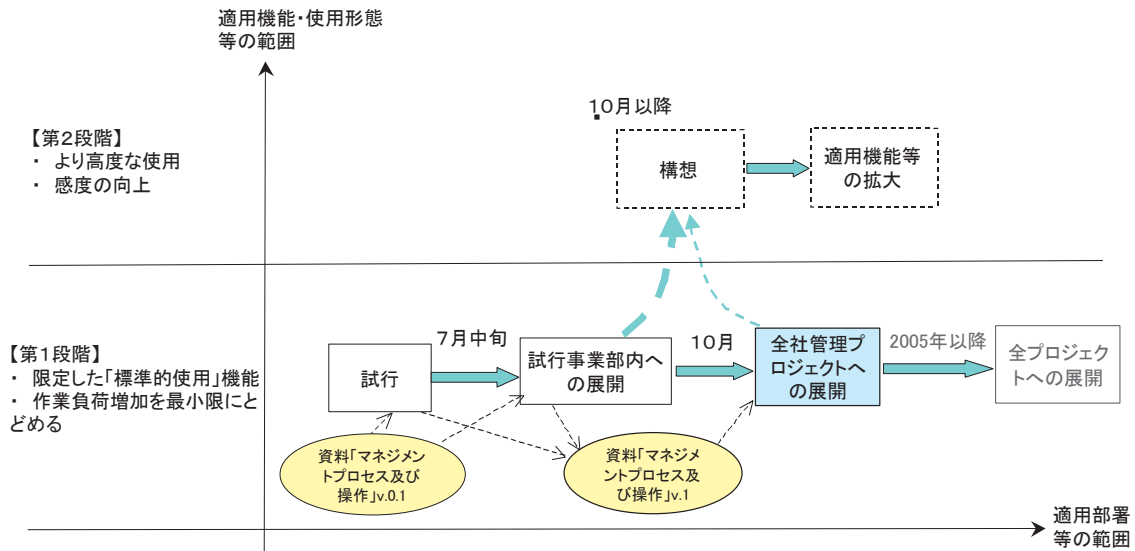 適用機能・使用形態
等の範囲
10月以降
【第2段階】
・ より高度な使用
・ 感度の向上
構想
適用機能等
の拡大
7月中旬
10月
2005年以降
【第1段階】
・ 限定した「標準的使用」機能
・ 作業負荷増加を最小限にと
どめる
試行
試行事業部内へ
の展開
全社管理プ
ロジェクトへ
の展開
全プロジェク
トへの展開
資料「マネジメン
トプロセス及び
操作」v.0.1
資料「マネジメ
ントプロセス及
び操作」v.1
適用部署
等の範囲